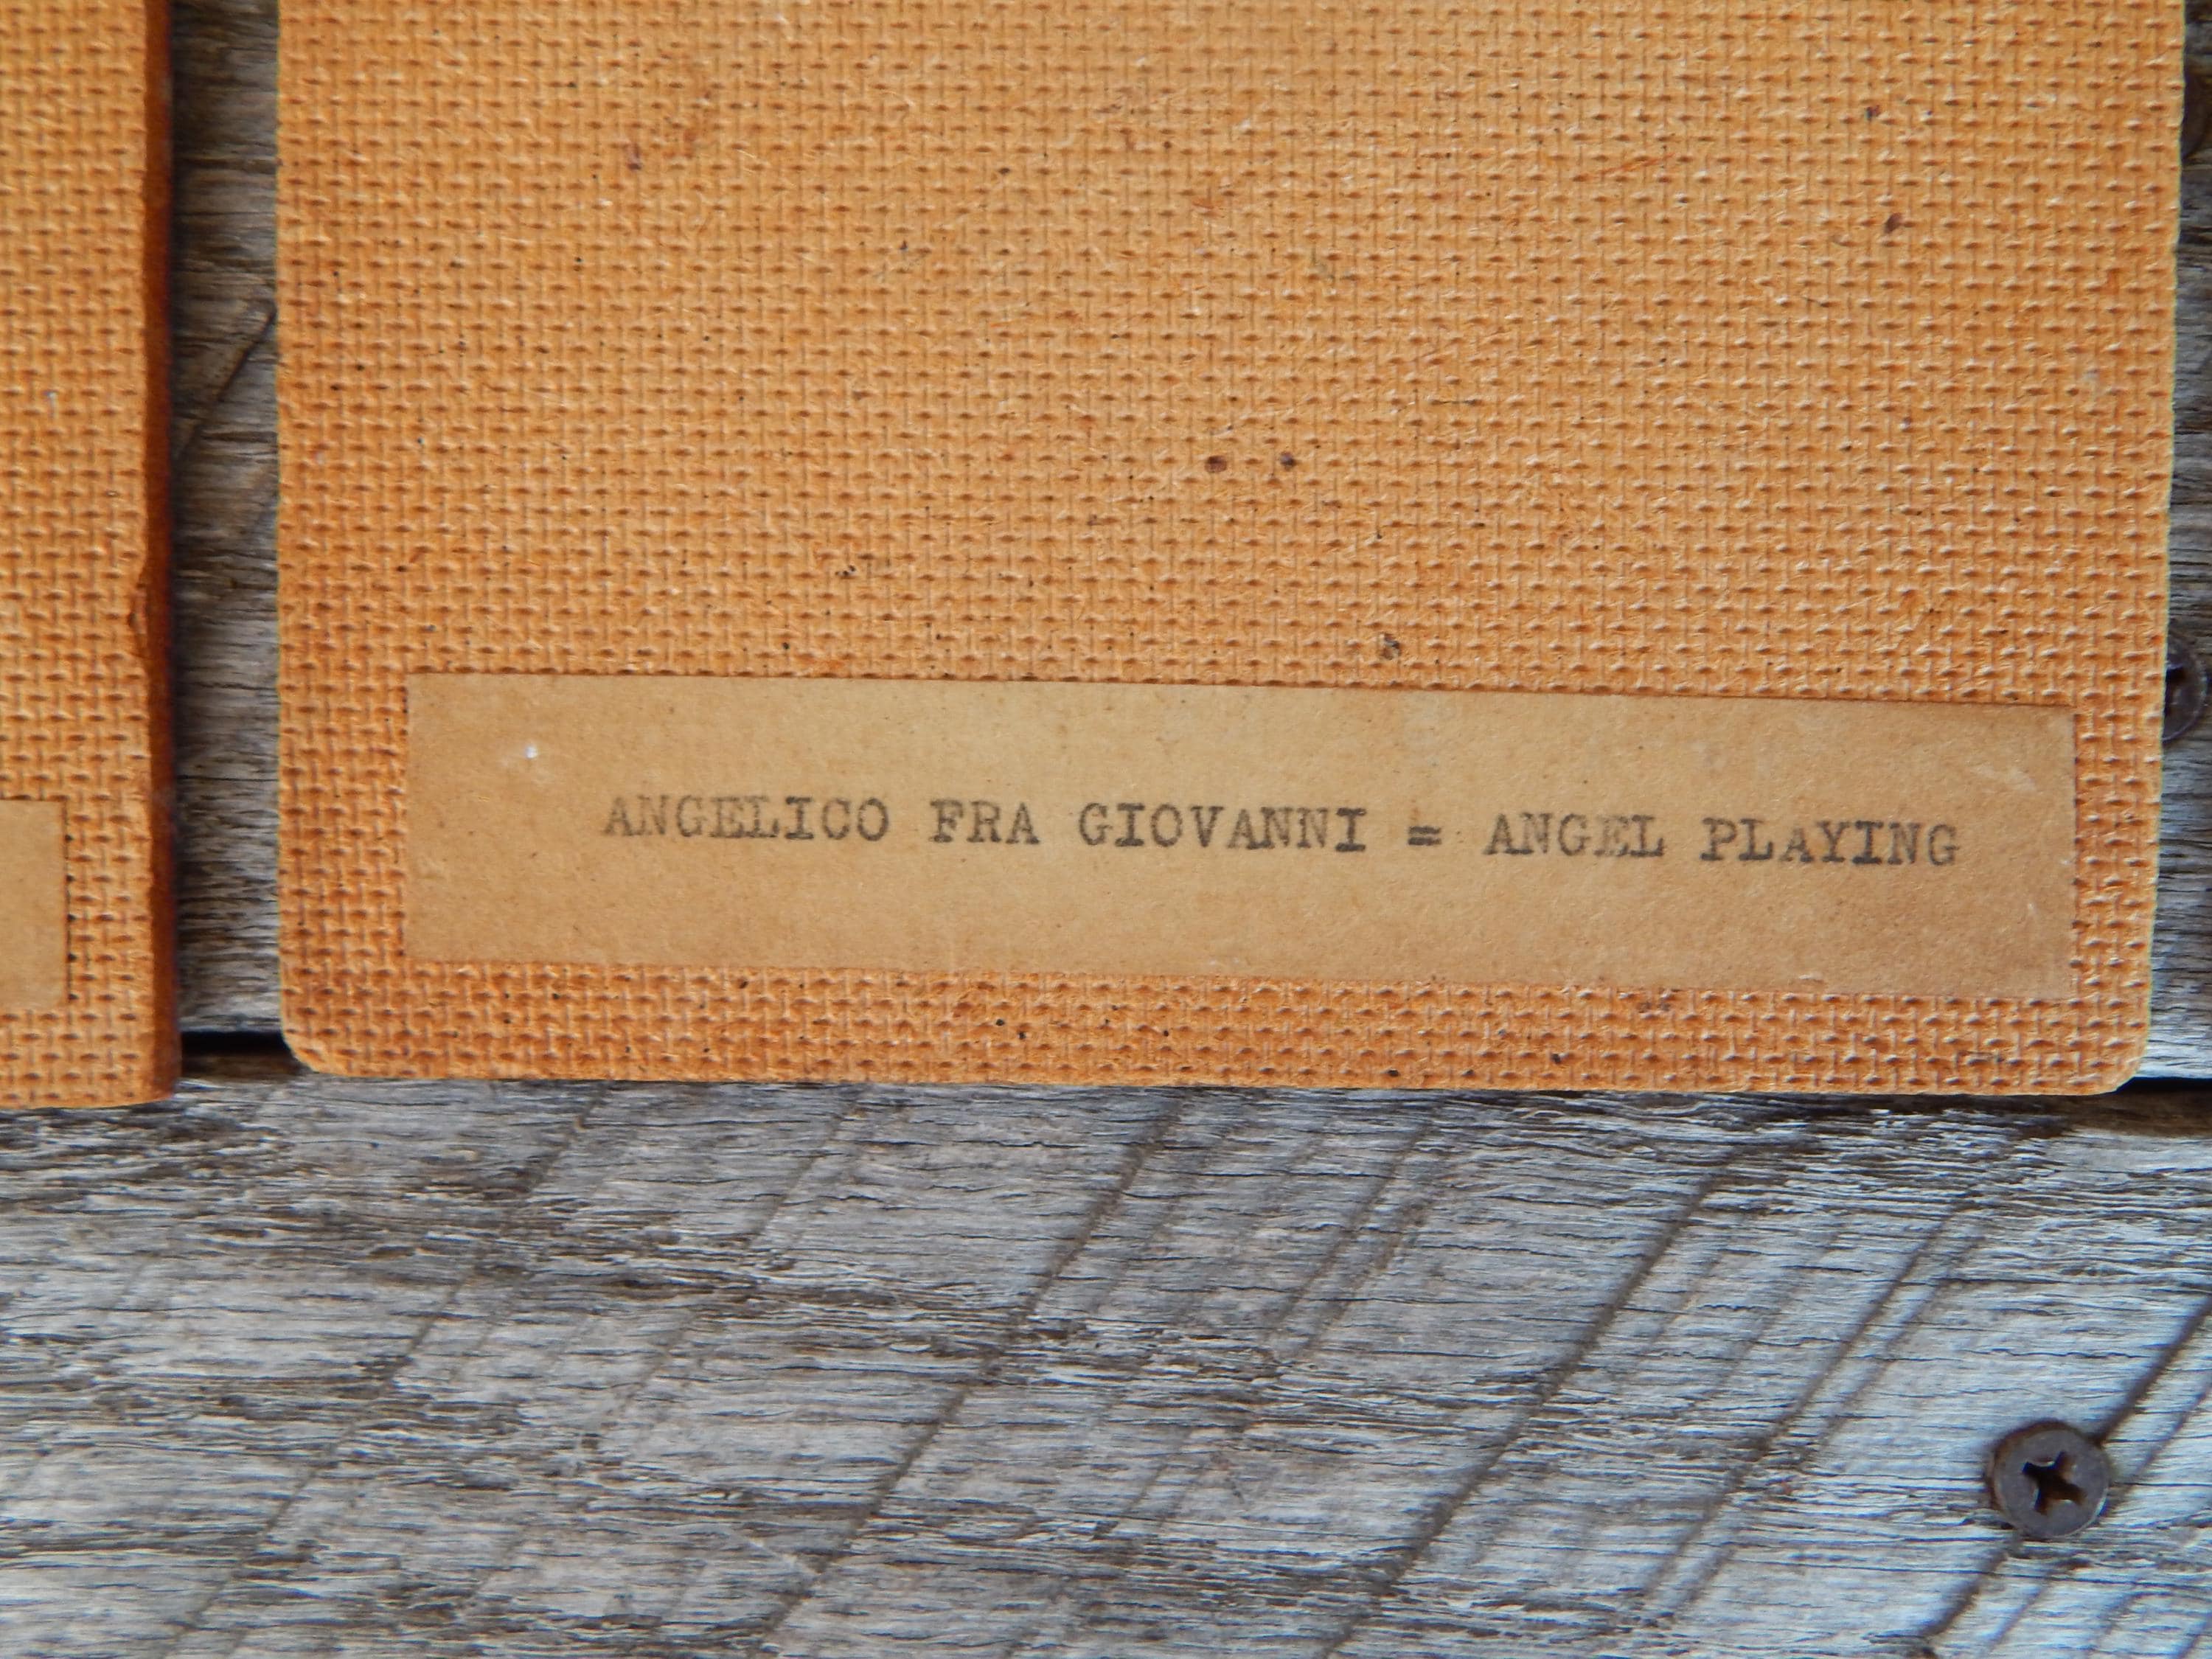 ANGELICO FRA GIOVANNI = ANGEL PLAYING